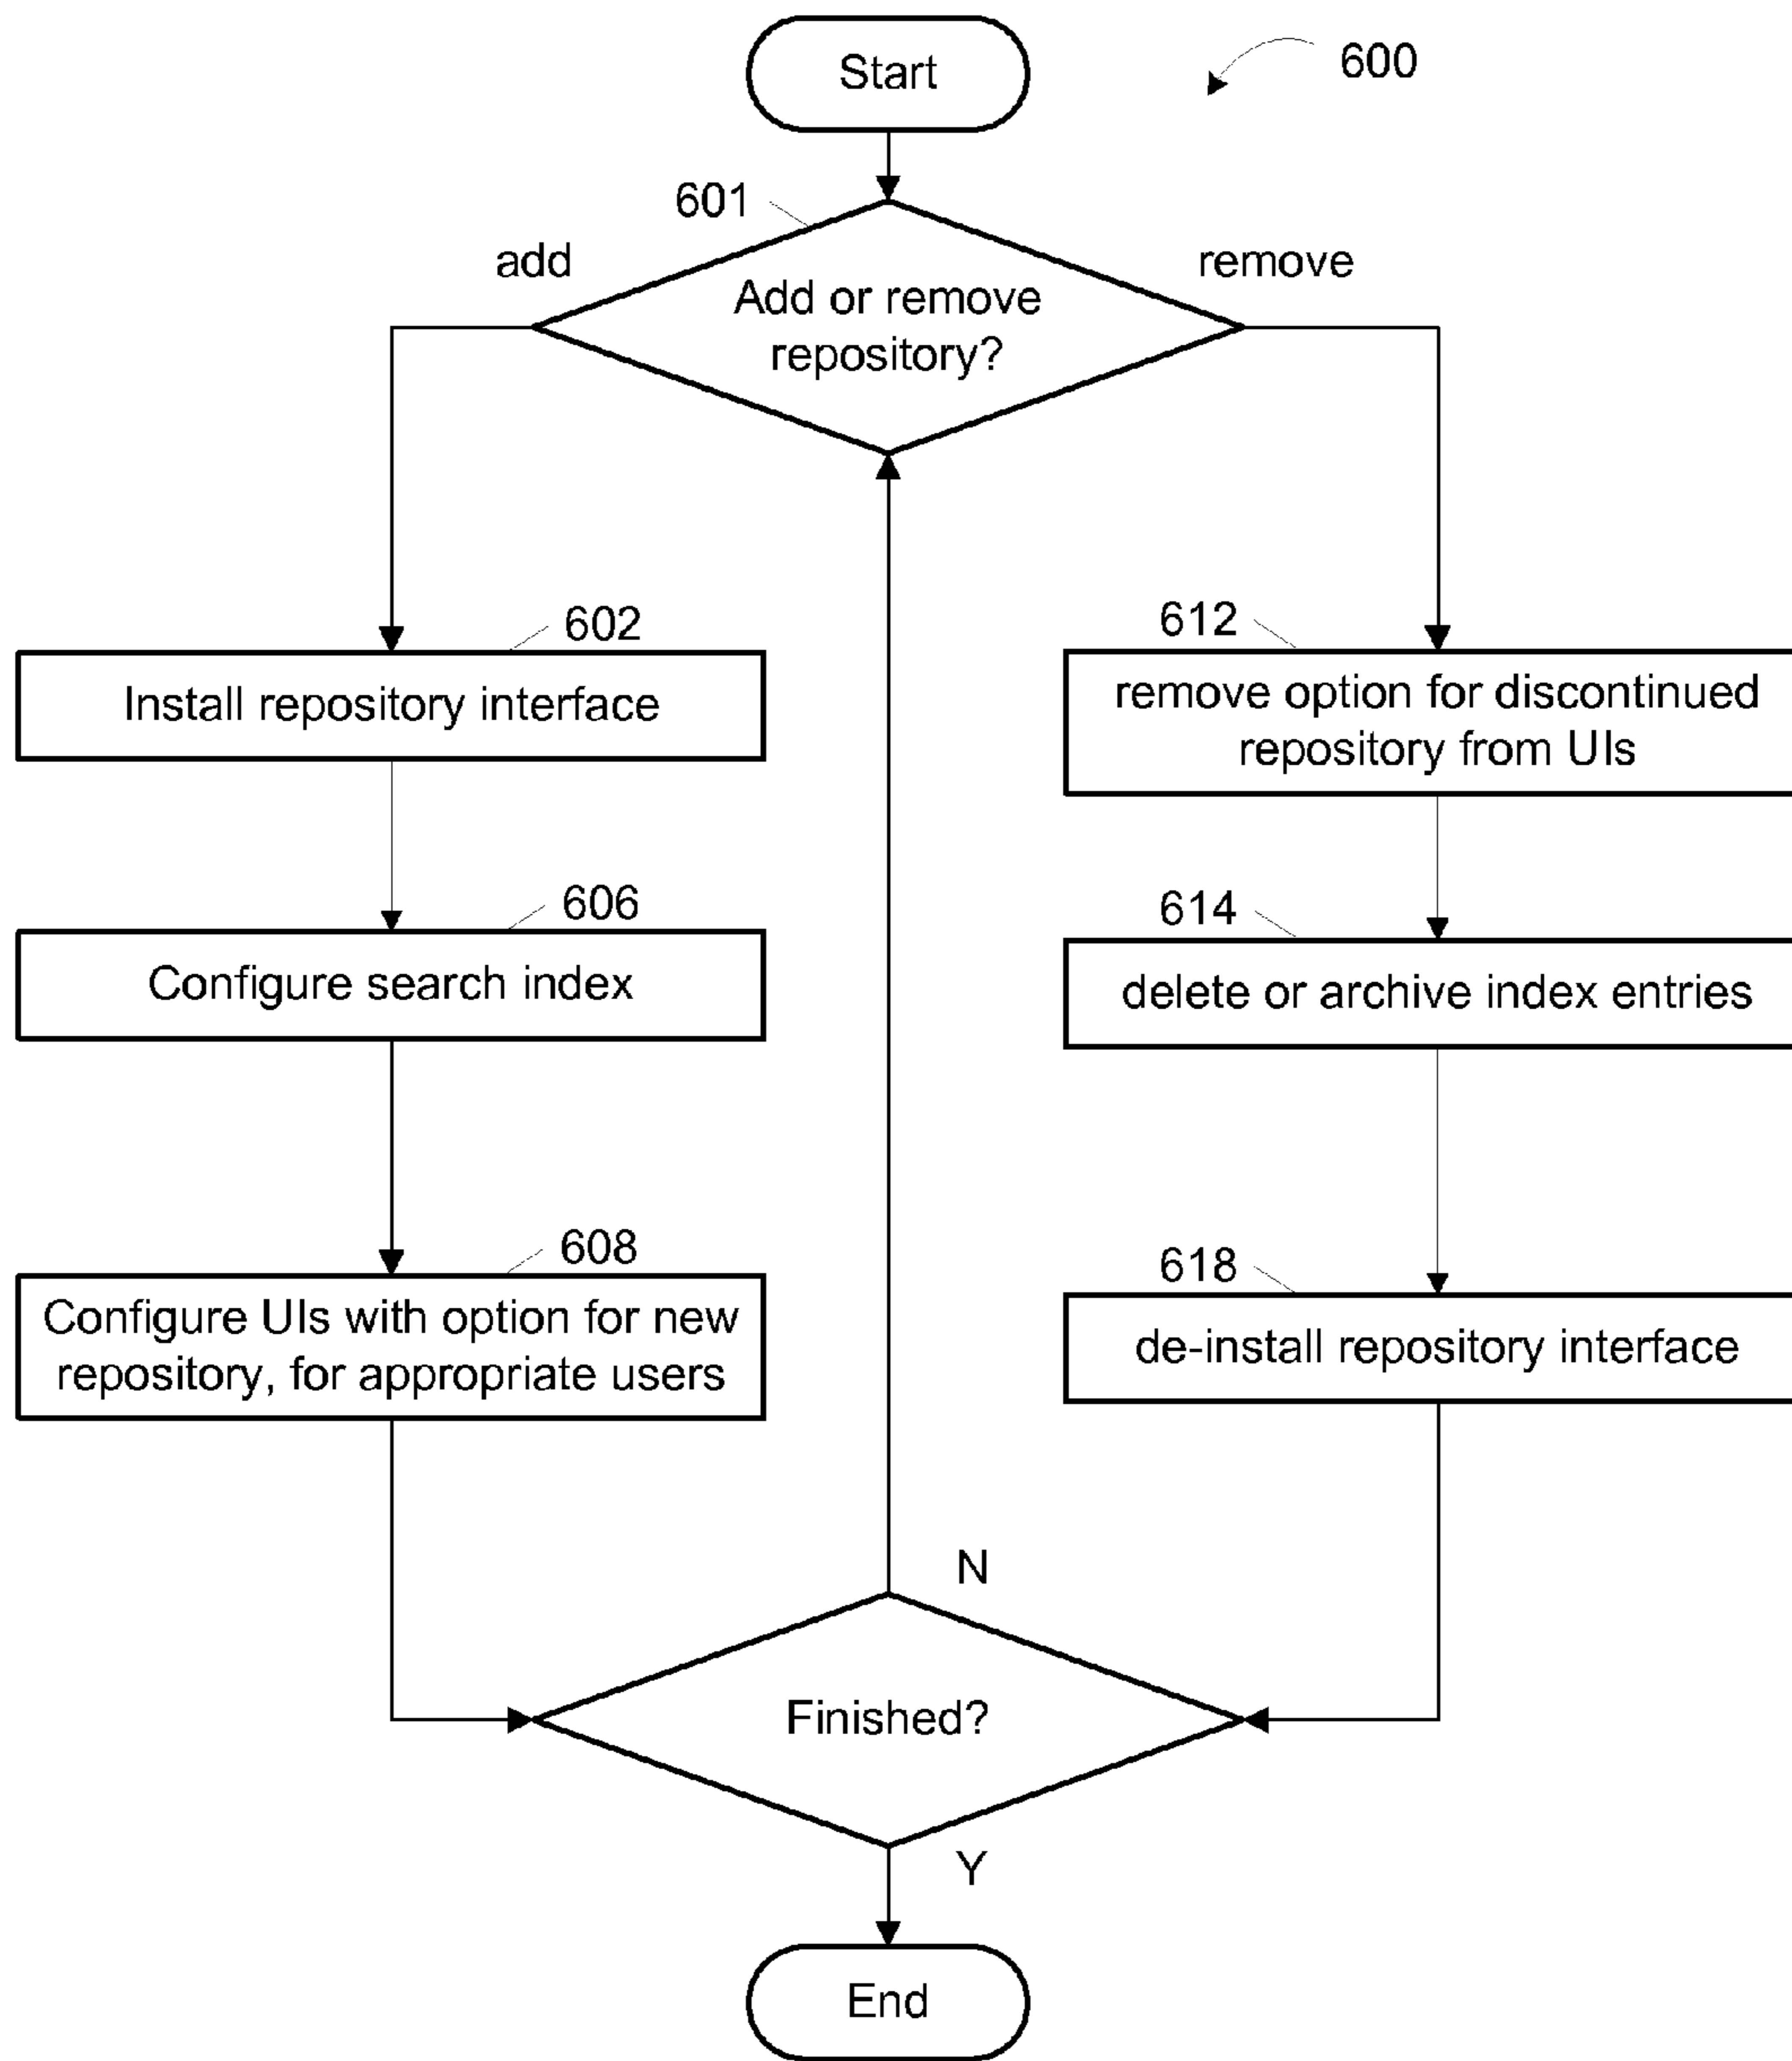 Start
600
601
add
remove
Add or remove
repository?
602
Install repository interface
612
remove option for discontinued
repository from UIs
606
Configure search index
614
delete or archive index entries
608
Configure UIs with option for new
repository, for appropriate users
618
de-install repository interface
N
Finished?
Y
End